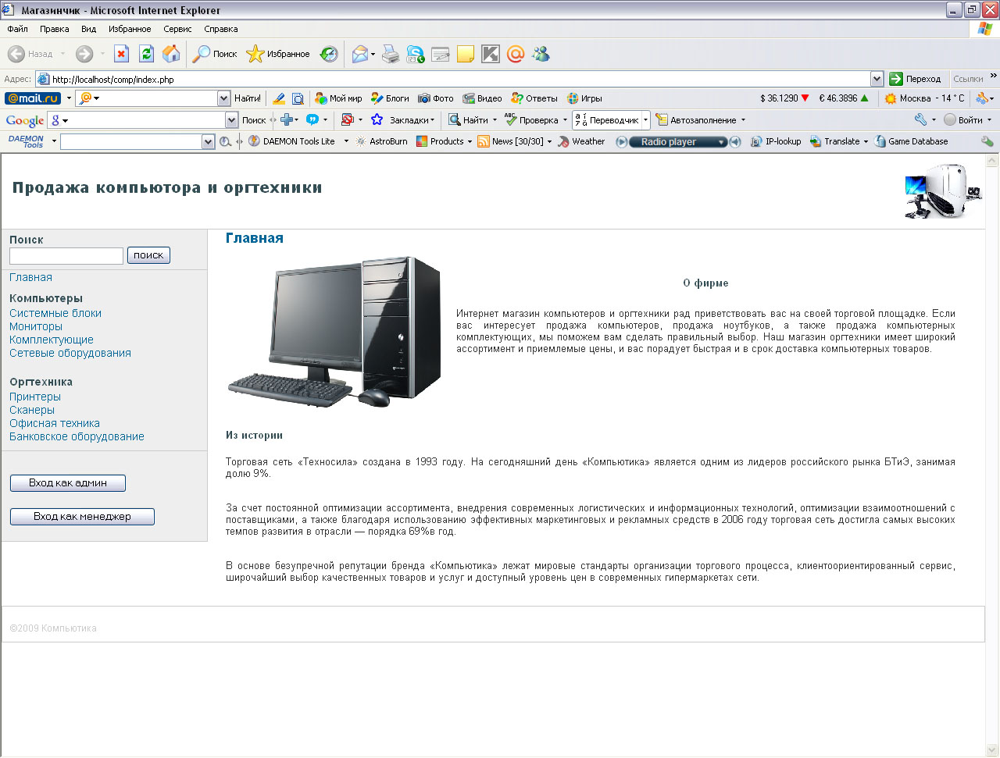 Магазинчик - Microsoft Internet Explorer
Файл Правка Вид Избранное Сервис Справка
Назад Поиск Избранное
Адрес: http://localhost/comp/index.php Переход Ссылки »
@mail.ru Найти! Мой мир Блоги Фото Видео Ответы Игры $ 36.1290 € 46.3896 Москва - 14 ° C
Google g Поиск Закладки Найти ABC Проверка Переводчик Автозаполнение Войти
DAEMON Tools DAEMON Tools Lite AstroBurn Products News [30/30] Weather Radio player IP-lookup Translate Game Database
Продажа компьютора и оргтехники
Поиск
поиск
Главная
Компьютеры
Системные блоки
Мониторы
Комплектующие
Сетевые оборудования
Оргтехника
Принтеры
Сканеры
Офисная техника
Банковское оборудование
Вход как админ
Вход как менеджер
Главная
О фирме
Интернет магазин компьютеров и оргтехники рад приветствовать вас на своей торговой площадке. Если
вас интересует продажа компьютеров, продажа ноутбуков, а также продажа компьютерных
комплектующих, мы поможем вам сделать правильный выбор. Наш магазин оргтехники имеет широкий
ассортимент и приемлемые цены, и вас порадует быстрая и в срок доставка компьютерных товаров.
Из истории
Торговая сеть «Техносила» создана в 1993 году. На сегодняшний день «Компьютика» является одним из лидеров российского рынка БТиЭ, занимая
долю 9%.
За счет постоянной оптимизации ассортимента, внедрения современных логистических и информационных технологий, оптимизации взаимоотношений с
поставщиками, а также благодаря использованию эффективных маркетинговых и рекламных средств в 2006 году торговая сеть достигла самых высоких
темпов развития в отрасли — порядка 69%в год.
В основе безупречной репутации бренда «Компьютика» лежат мировые стандарты организации торгового процесса, клиентоориентированный сервис,
широчайший выбор качественных товаров и услуг и доступный уровень цен в современных гипермаркетах сети.
©2009 Компьютика